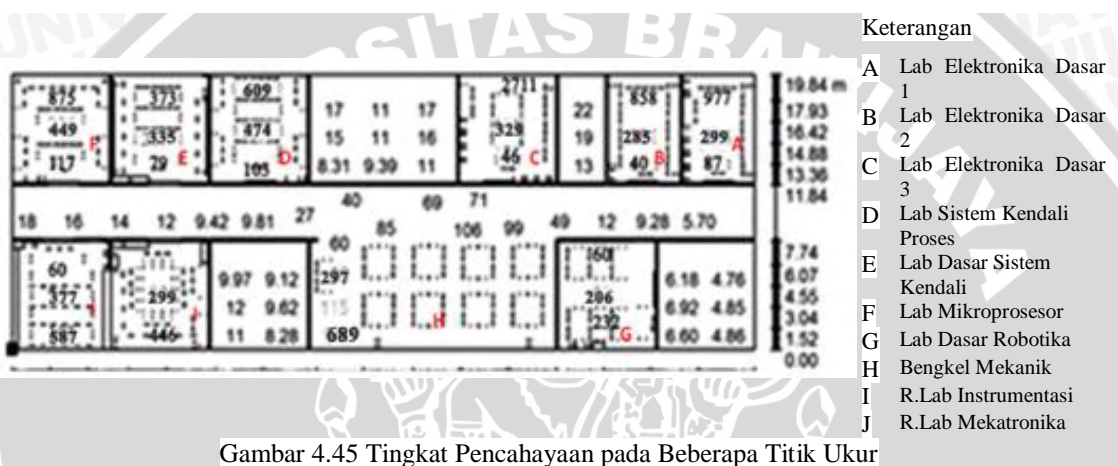 SITAS BRA
JAYA
Keterangan
A Lab Elektronika Dasar
1
B Lab Elektronika Dasar
2
C Lab Elektronika Dasar
3
D Lab Sistem Kendali
Proses
E Lab Dasar Sistem
Kendali
F Lab Mikroprosesor
G Lab Dasar Robotika
H Bengkel Mekanik
I R.Lab Instrumentasi
J R.Lab Mekatronika
875 373 609 2711 858 977 19.84 m
17 11 17 22 17.93
449 335 474 15 11 16 329 19 285 299 16.42
F E D C B A 14.88
117 29 105 8.31 9.39 11 46 13 40 87 13.36
11.84
40 69 71
18 16 14 12 9.42 9.81 27 85 106 99 49 12 9.28 5.70
60 160 7.74
60 299 9.97 9.12 297 206 6.18 4.76 6.07
577 12 9.62 115 H 232 G 6.92 4.85 4.55
3.04
587 446 11 8.28 689 6.60 4.86 1.52
0.00
Gambar 4.45 Tingkat Pencahayaan pada Beberapa Titik Ukur